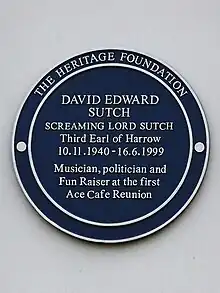 THE HERITAGE FOUNDATION
DAVID EDWARD
SUTCH
SCREAMING LORD SUTCH
Third Earl of Harrow
10.11.1940-16.6.1999
Musician, politician and
Fun Raiser at the first
Ace Cafe Reunion